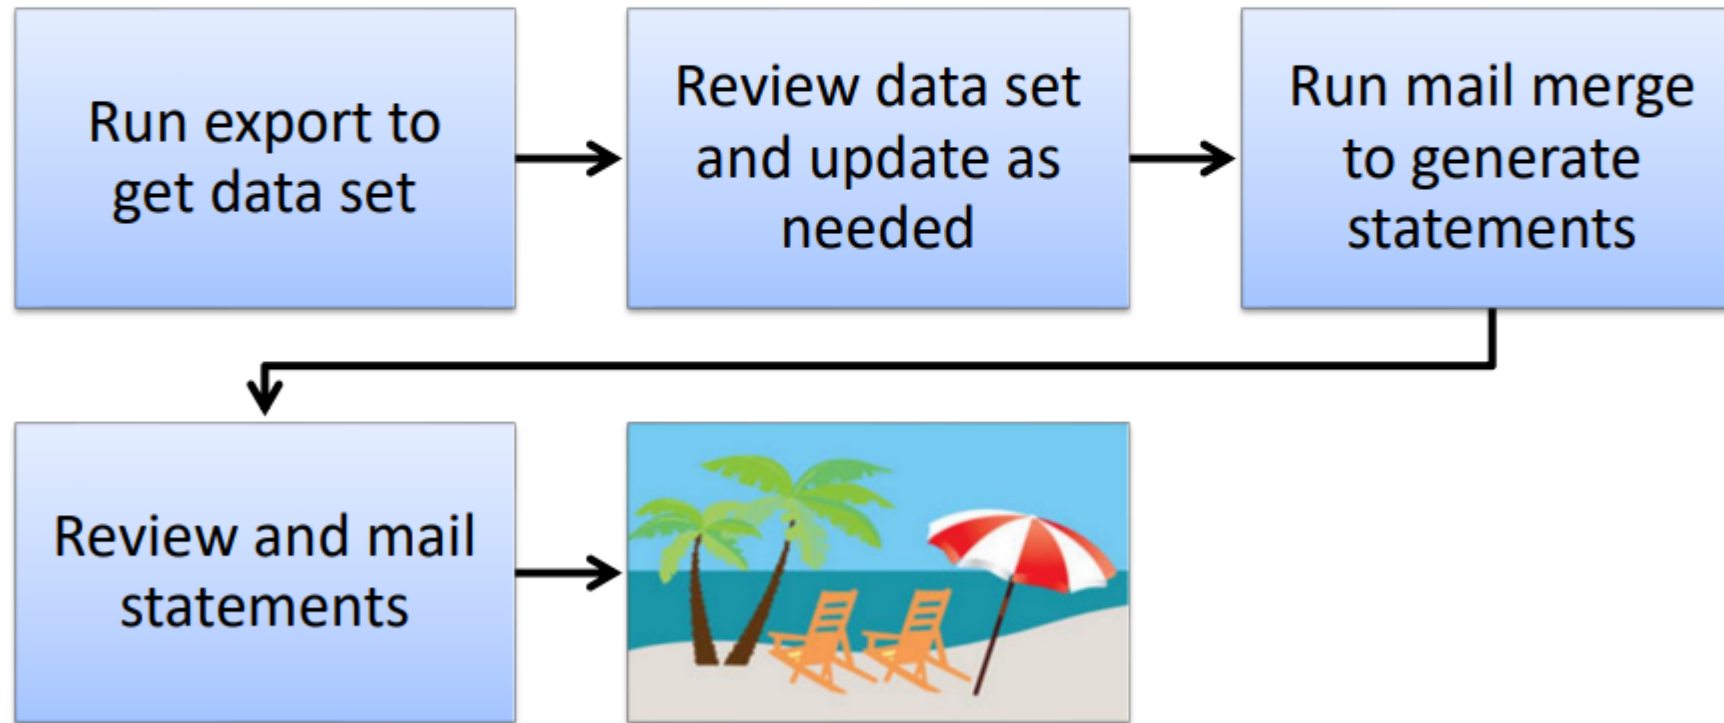 Run export to
get data set
Review data set
and update as
needed
Run mail merge
to generate
statements
Review and mail
statements